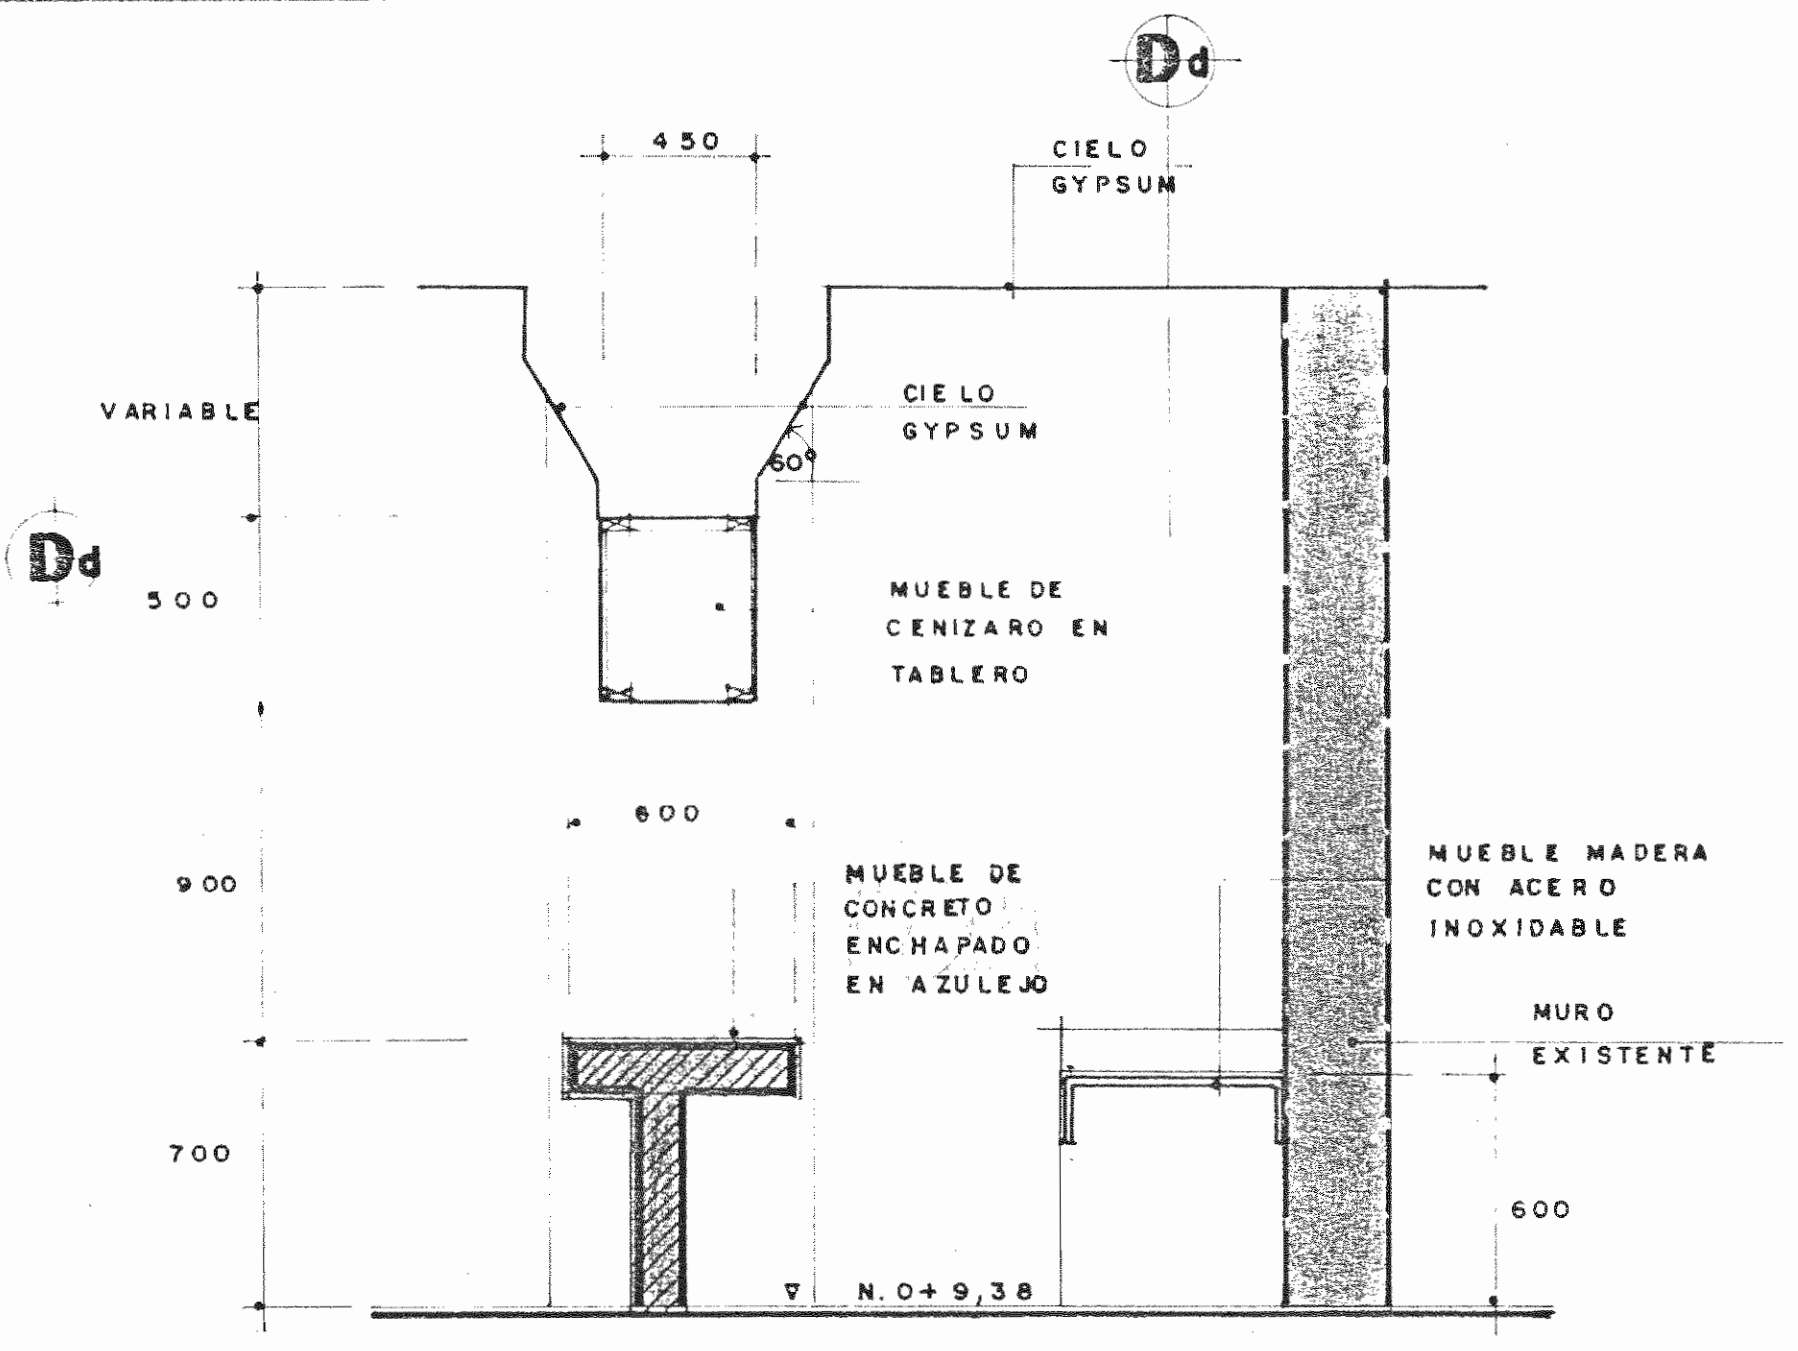 Dd
450
CIELO
GYPSUM
VARIABLE
CIELO
GYPSUM
60°
Dd
500
MUEBLE DE
CENIZARO EN
TABLERO
600
900
MUEBLE DE
CONCRETO
ENCHAPADO
EN AZULEJO
MUEBLE MADERA
CON ACERO
INOXIDABLE
MURO
EXISTENTE
700
600
N. 0+ 9,38